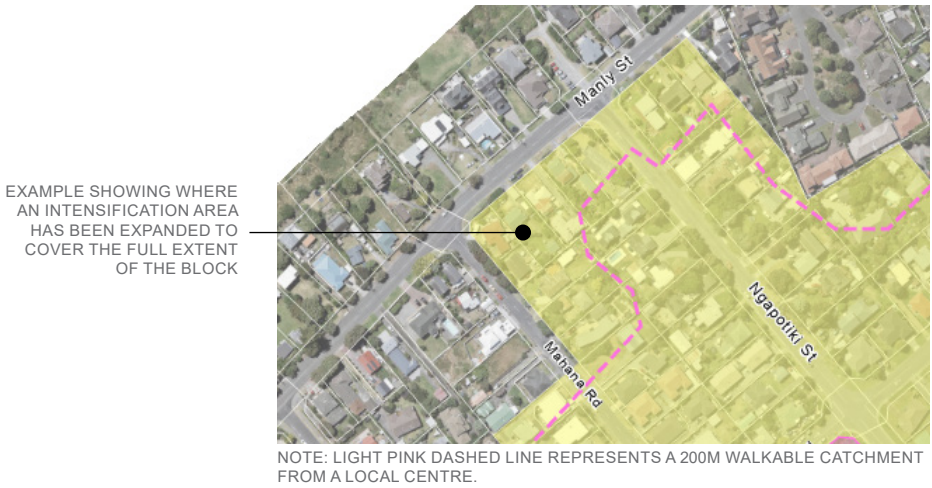 EXAMPLE SHOWING WHERE
AN INTENSIFICATION AREA
HAS BEEN EXPANDED TO
COVER THE FULL EXTENT
OF THE BLOCK
Manly St
Ngapotiki St
Mahana Rd
NOTE: LIGHT PINK DASHED LINE REPRESENTS A 200M WALKABLE CATCHMENT
FROM A LOCAL CENTRE.